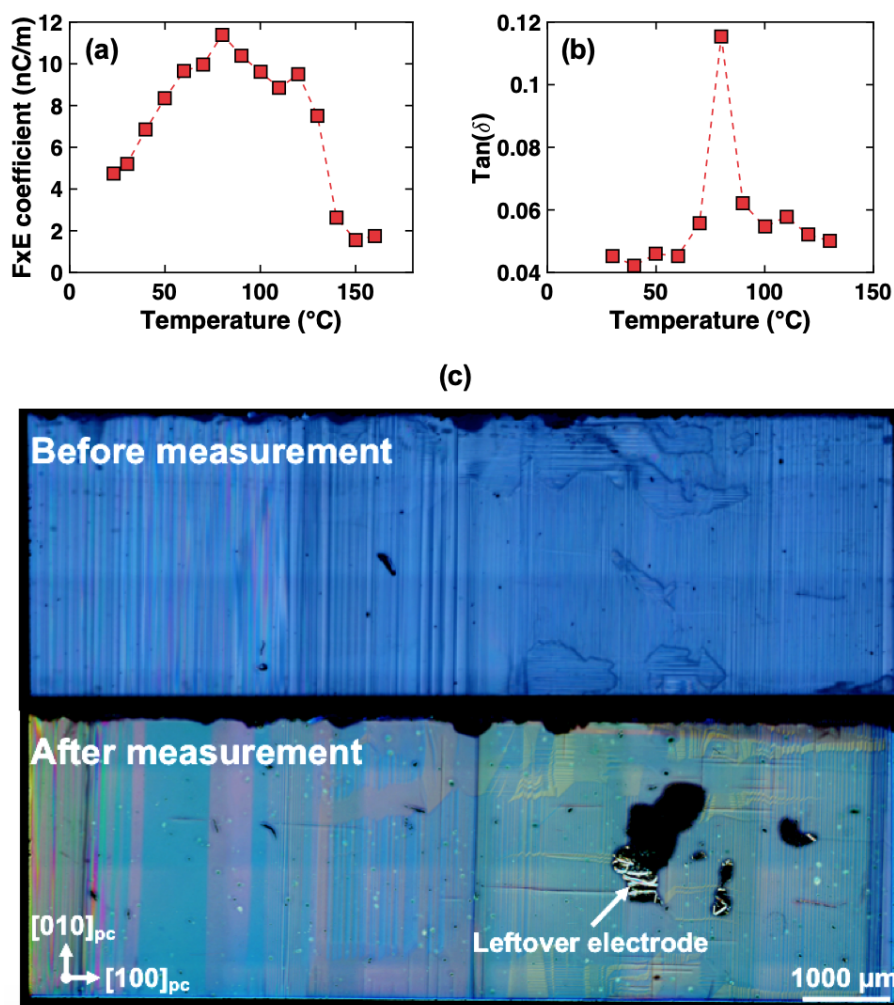 (a)
FxE coefficient (nC/m)
12
10
8
6
4
2
0
0 50 100 150
Temperature (°C)
(b)
Tan(δ)
0.12
0.1
0.08
0.06
0.04
0 50 100 150
Temperature (°C)
(c)
Before measurement
After measurement
Leftover electrode
[010]pc
[100]pc
1000 µm